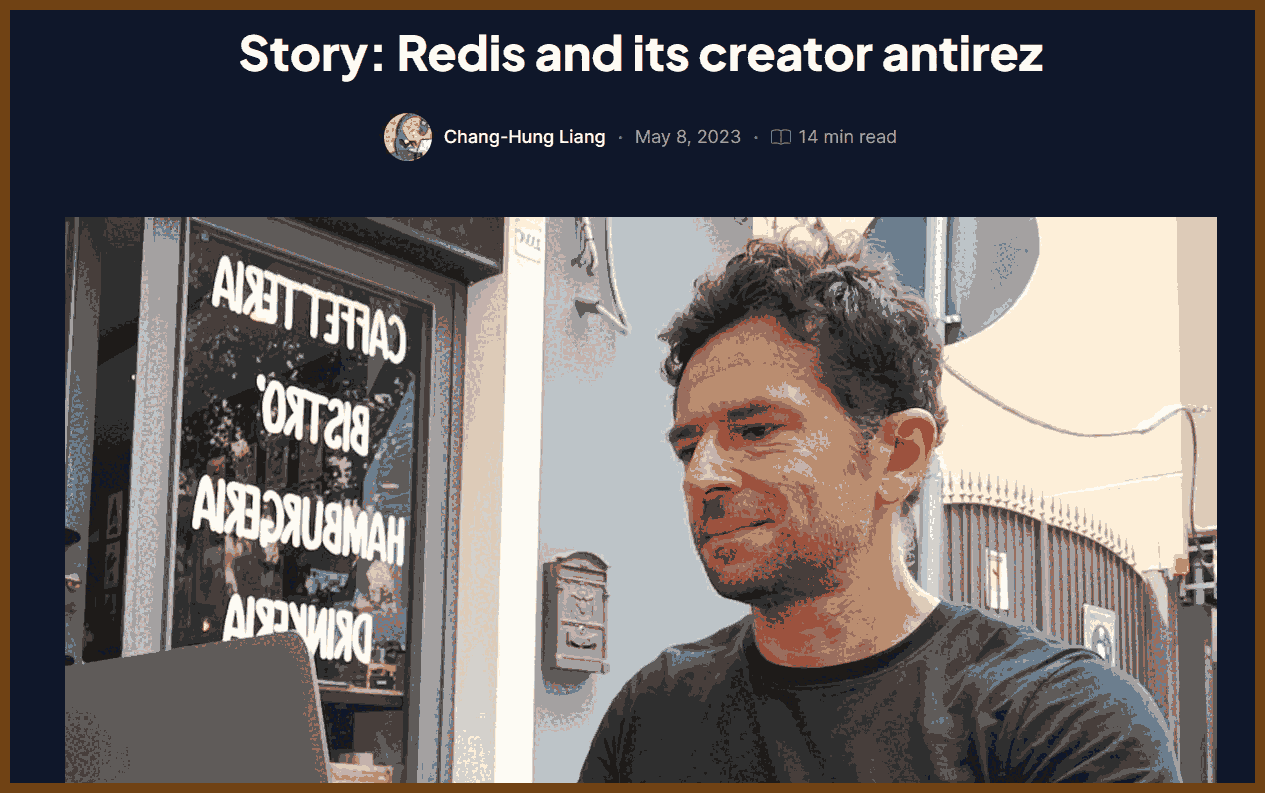 Story: Redis and its creator antirez
Chang-Hung Liang · May 8, 2023 · 14 min read
CAFFETTERIA
BISTRO'
HAMBURGERIA
DRINKERIA